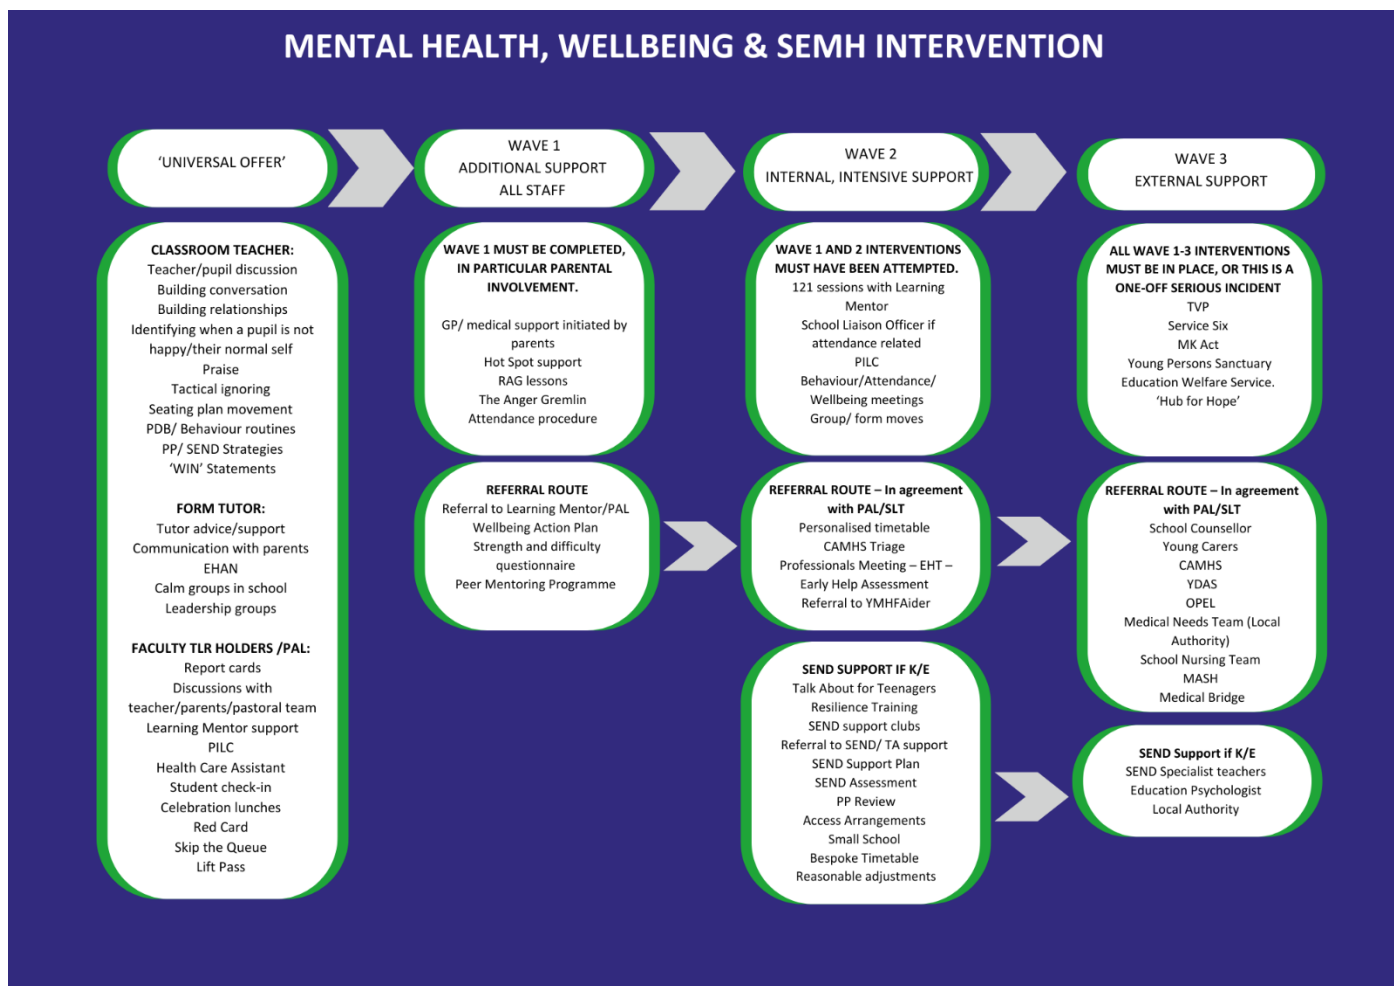 MENTAL HEALTH, WELLBEING & SEMH INTERVENTION
‘UNIVERSAL OFFER’
WAVE 1
ADDITIONAL SUPPORT
ALL STAFF
WAVE 2
INTERNAL, INTENSIVE SUPPORT
WAVE 3
EXTERNAL SUPPORT
CLASSROOM TEACHER:
Teacher/pupil discussion
Building conversation
Building relationships
Identifying when a pupil is not
happy/their normal self
Praise
Tactical ignoring
Seating plan movement
PDB/ Behaviour routines
PP/ SEND Strategies
‘WIN’ Statements
FORM TUTOR:
Tutor advice/support
Communication with parents
EHAN
Calm groups in school
Leadership groups
FACULTY TLR HOLDERS /PAL:
Report cards
Discussions with
teacher/parents/pastoral team
Learning Mentor support
PILC
Health Care Assistant
Student check-in
Celebration lunches
Red Card
Skip the Queue
Lift Pass
WAVE 1 MUST BE COMPLETED,
IN PARTICULAR PARENTAL
INVOLVEMENT.
GP/ medical support initiated by
parents
Hot Spot support
RAG lessons
The Anger Gremlin
Attendance procedure
REFERRAL ROUTE
Referral to Learning Mentor/PAL
Wellbeing Action Plan
Strength and difficulty
questionnaire
Peer Mentoring Programme
WAVE 1 AND 2 INTERVENTIONS
MUST HAVE BEEN ATTEMPTED.
121 sessions with Learning
Mentor
School Liaison Officer if
attendance related
PILC
Behaviour/Attendance/
Wellbeing meetings
Group/ form moves
REFERRAL ROUTE – In agreement
with PAL/SLT
Personalised timetable
CAMHS Triage
Professionals Meeting – EHT –
Early Help Assessment
Referral to YMHFAider
SEND SUPPORT IF K/E
Talk About for Teenagers
Resilience Training
SEND support clubs
Referral to SEND/ TA support
SEND Support Plan
SEND Assessment
PP Review
Access Arrangements
Small School
Bespoke Timetable
Reasonable adjustments
ALL WAVE 1-3 INTERVENTIONS
MUST BE IN PLACE, OR THIS IS A
ONE-OFF SERIOUS INCIDENT
TVP
Service Six
MK Act
Young Persons Sanctuary
Education Welfare Service.
‘Hub for Hope’
REFERRAL ROUTE – In agreement
with PAL/SLT
School Counsellor
Young Carers
CAMHS
YDAS
OPEL
Medical Needs Team (Local
Authority)
School Nursing Team
MASH
Medical Bridge
SEND Support if K/E
SEND Specialist teachers
Education Psychologist
Local Authority